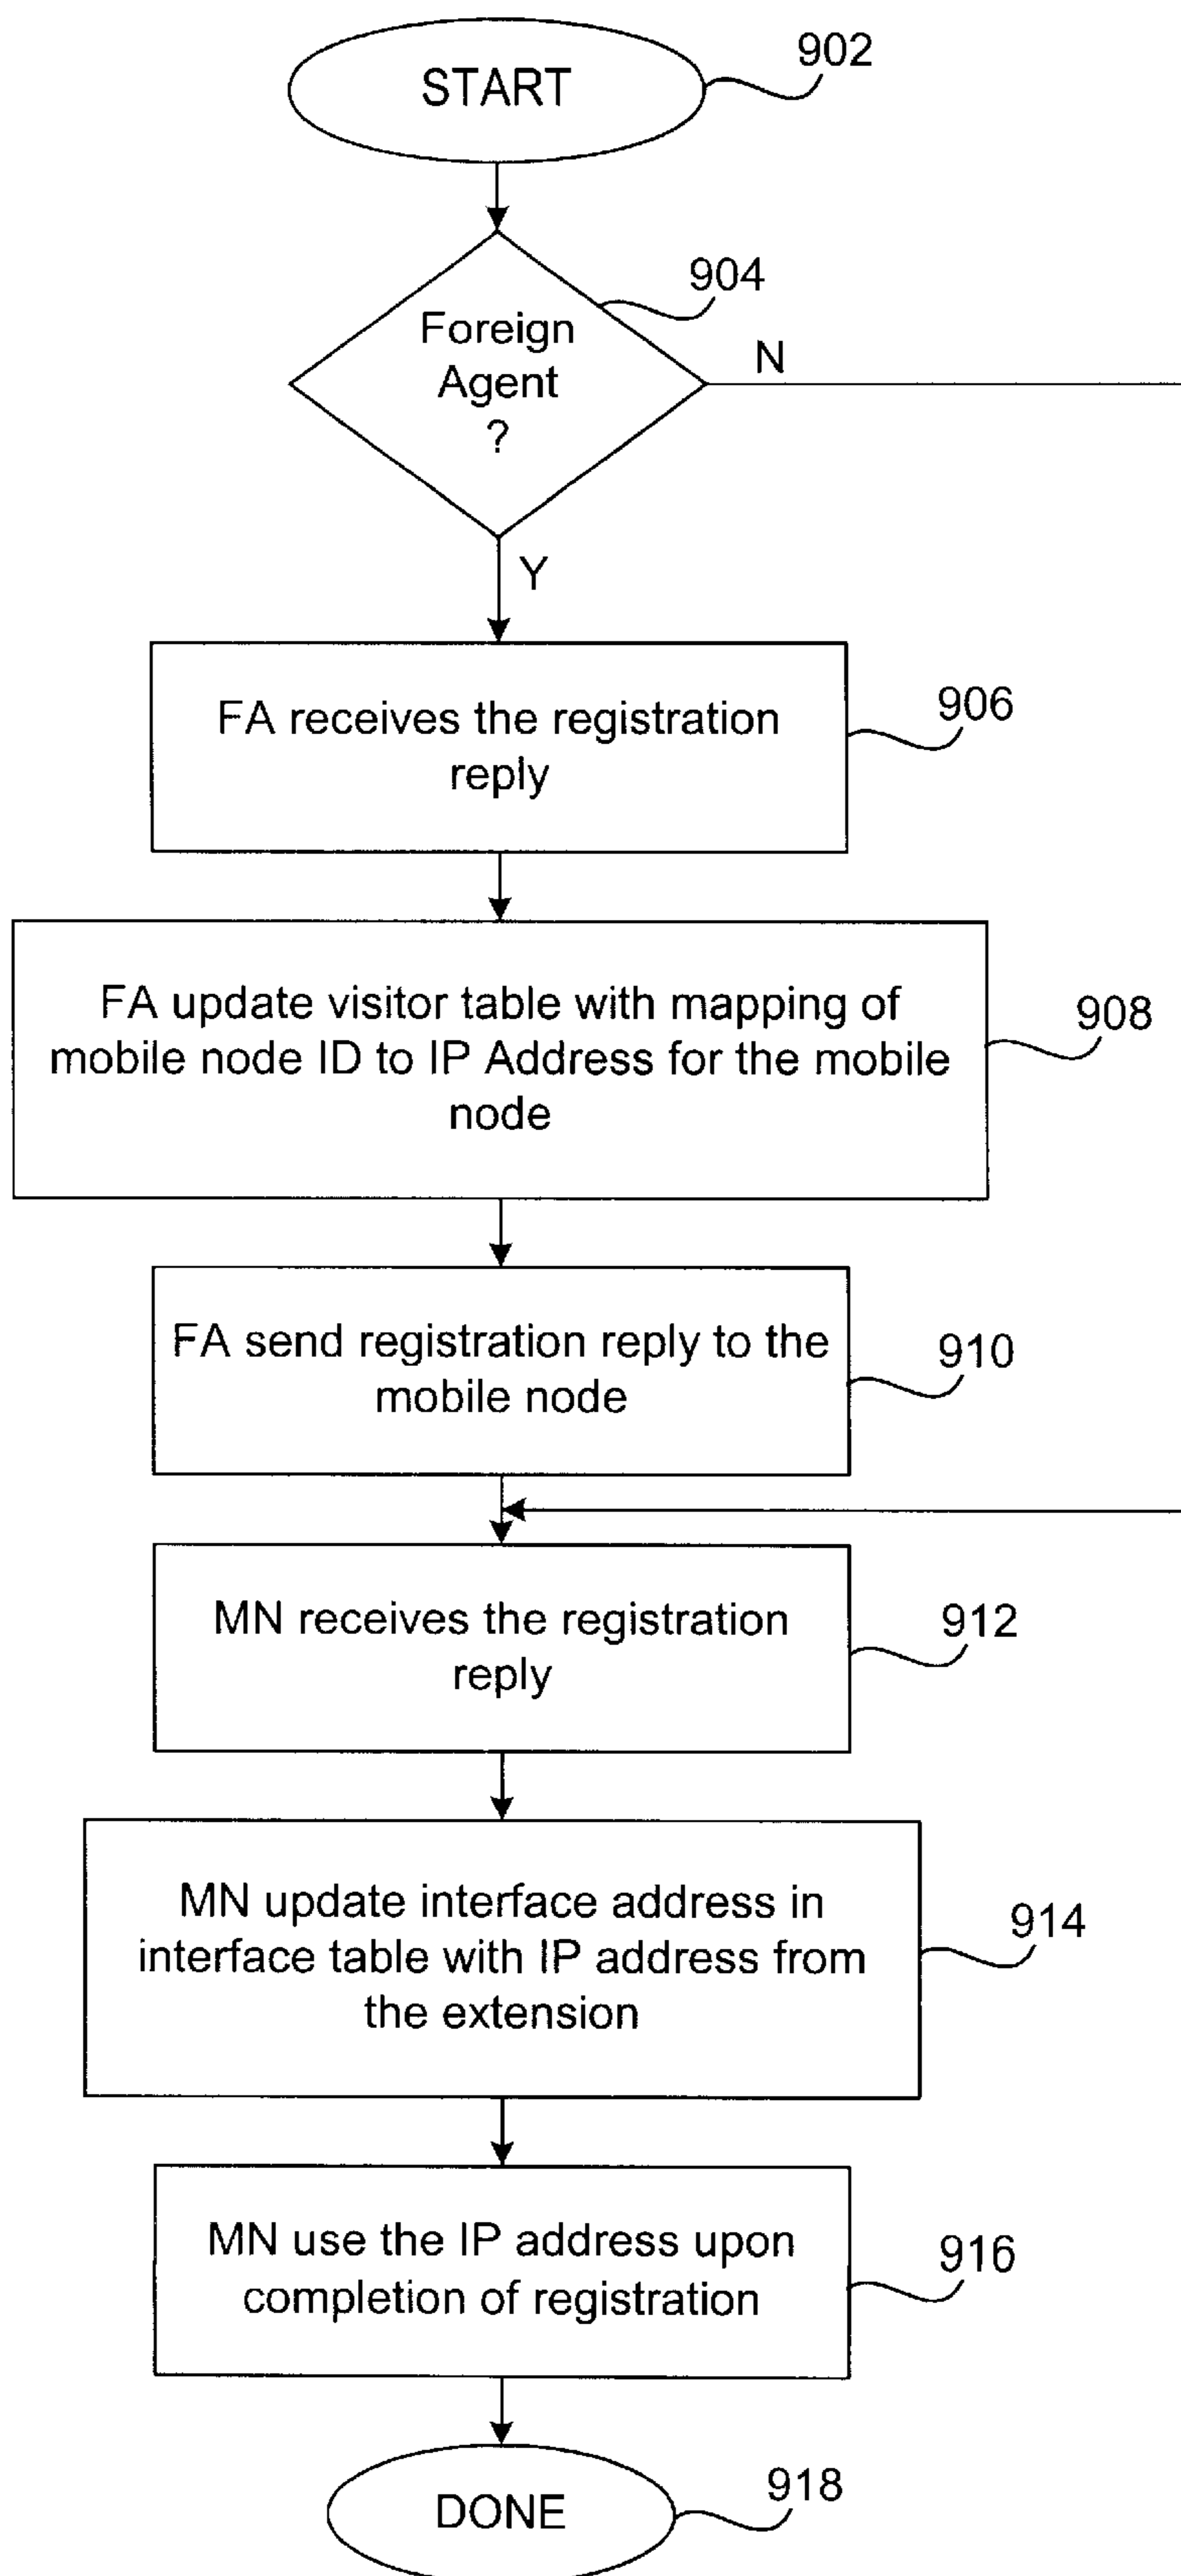 START
902
904
Foreign
Agent
?
N
Y
FA receives the registration
reply
906
FA update visitor table with mapping of
mobile node ID to IP Address for the mobile
node
908
FA send registration reply to the
mobile node
910
MN receives the registration
reply
912
MN update interface address in
interface table with IP address from
the extension
914
MN use the IP address upon
completion of registration
916
DONE
918